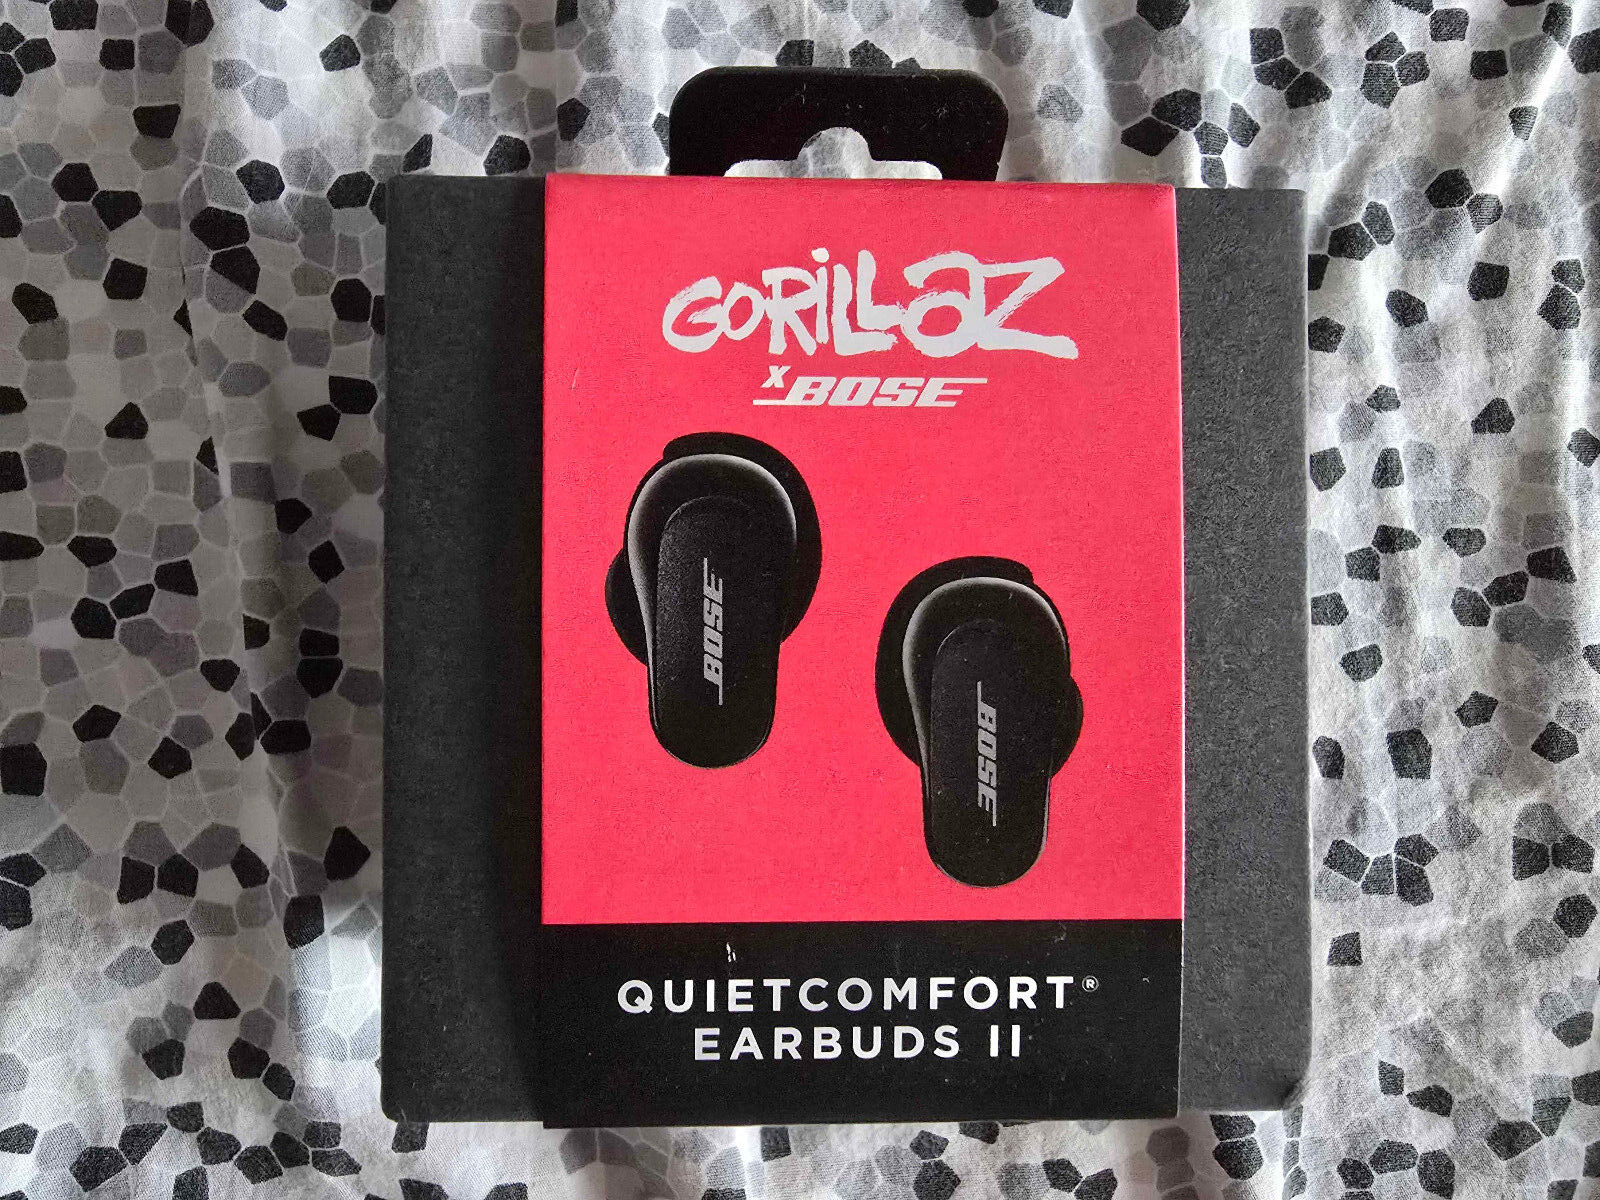 GORILLAZ
X BOSE
BOSE
BOSE
QUIETCOMFORT®
EARBUDS II